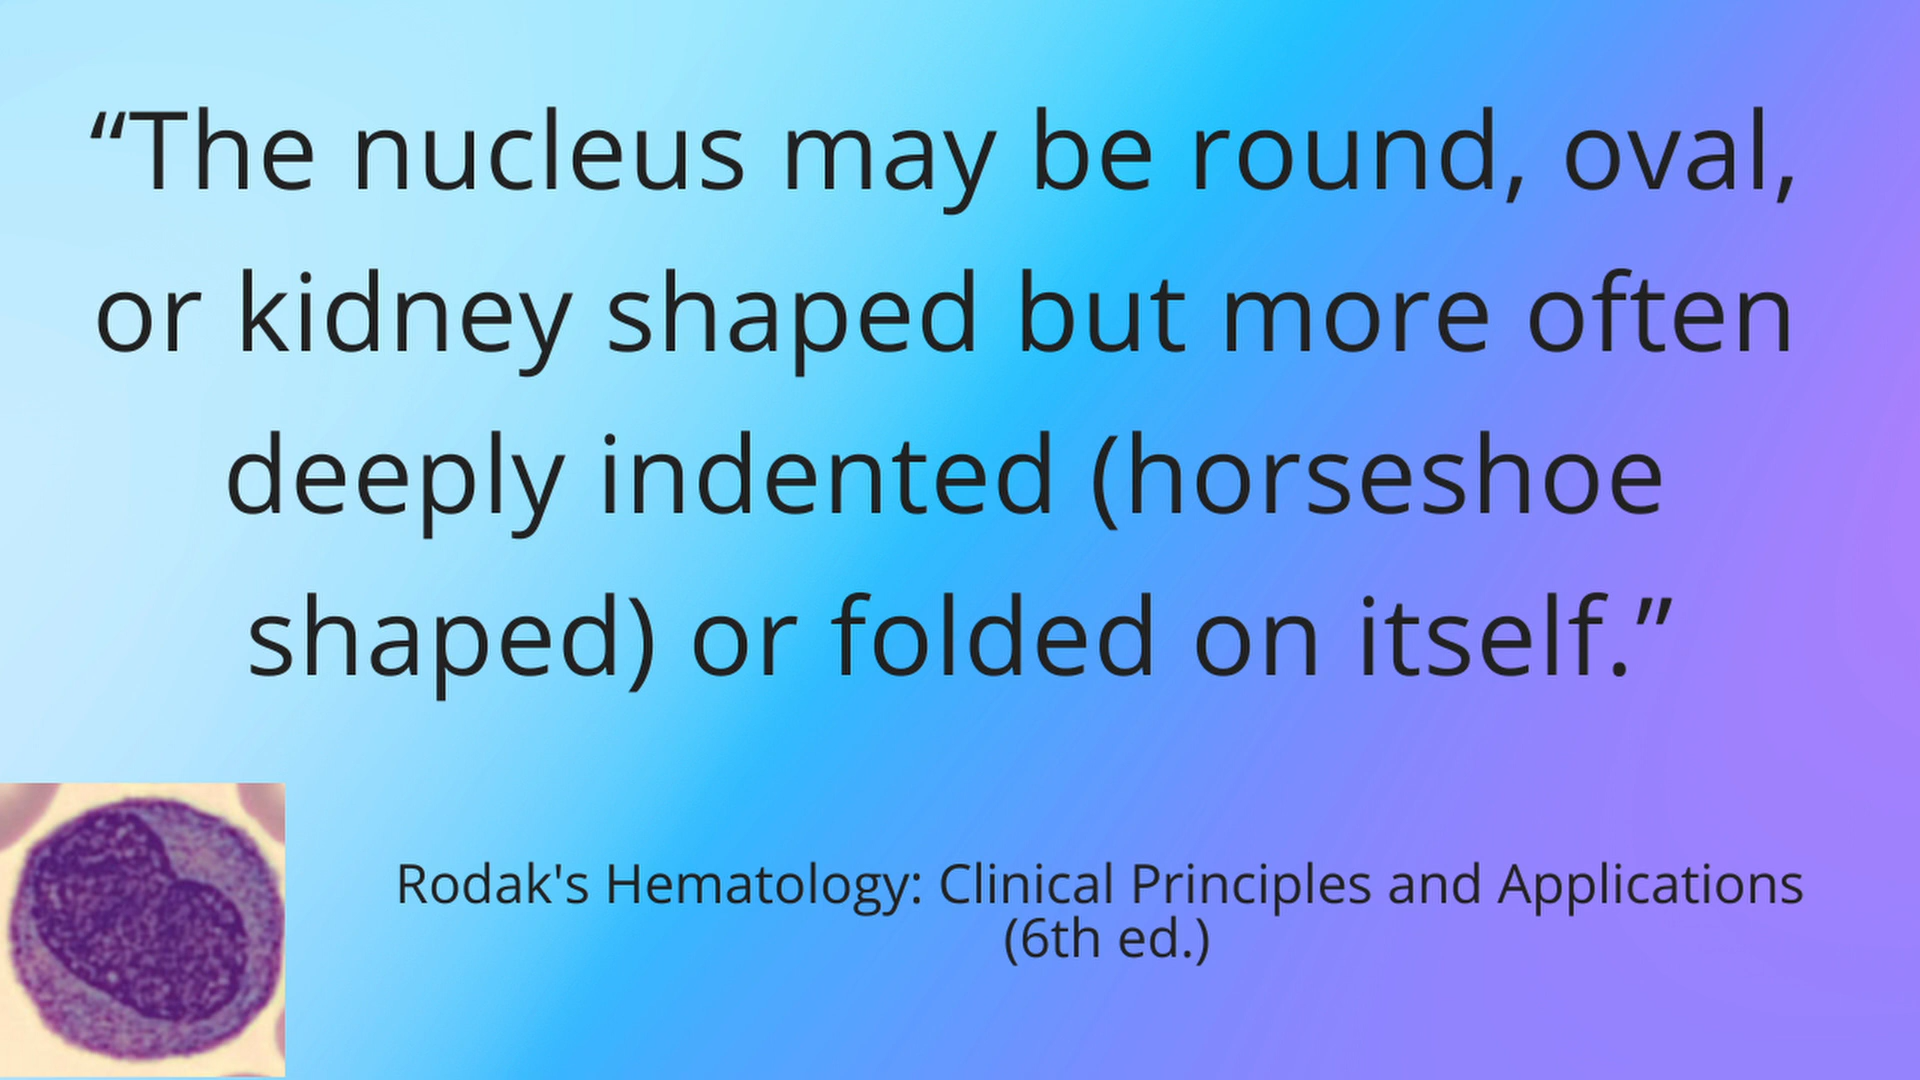 “The nucleus may be round, oval,
or kidney shaped but more often
deeply indented (horseshoe
shaped) or folded on itself.”
Rodak's Hematology: Clinical Principles and Applications
(6th ed.)